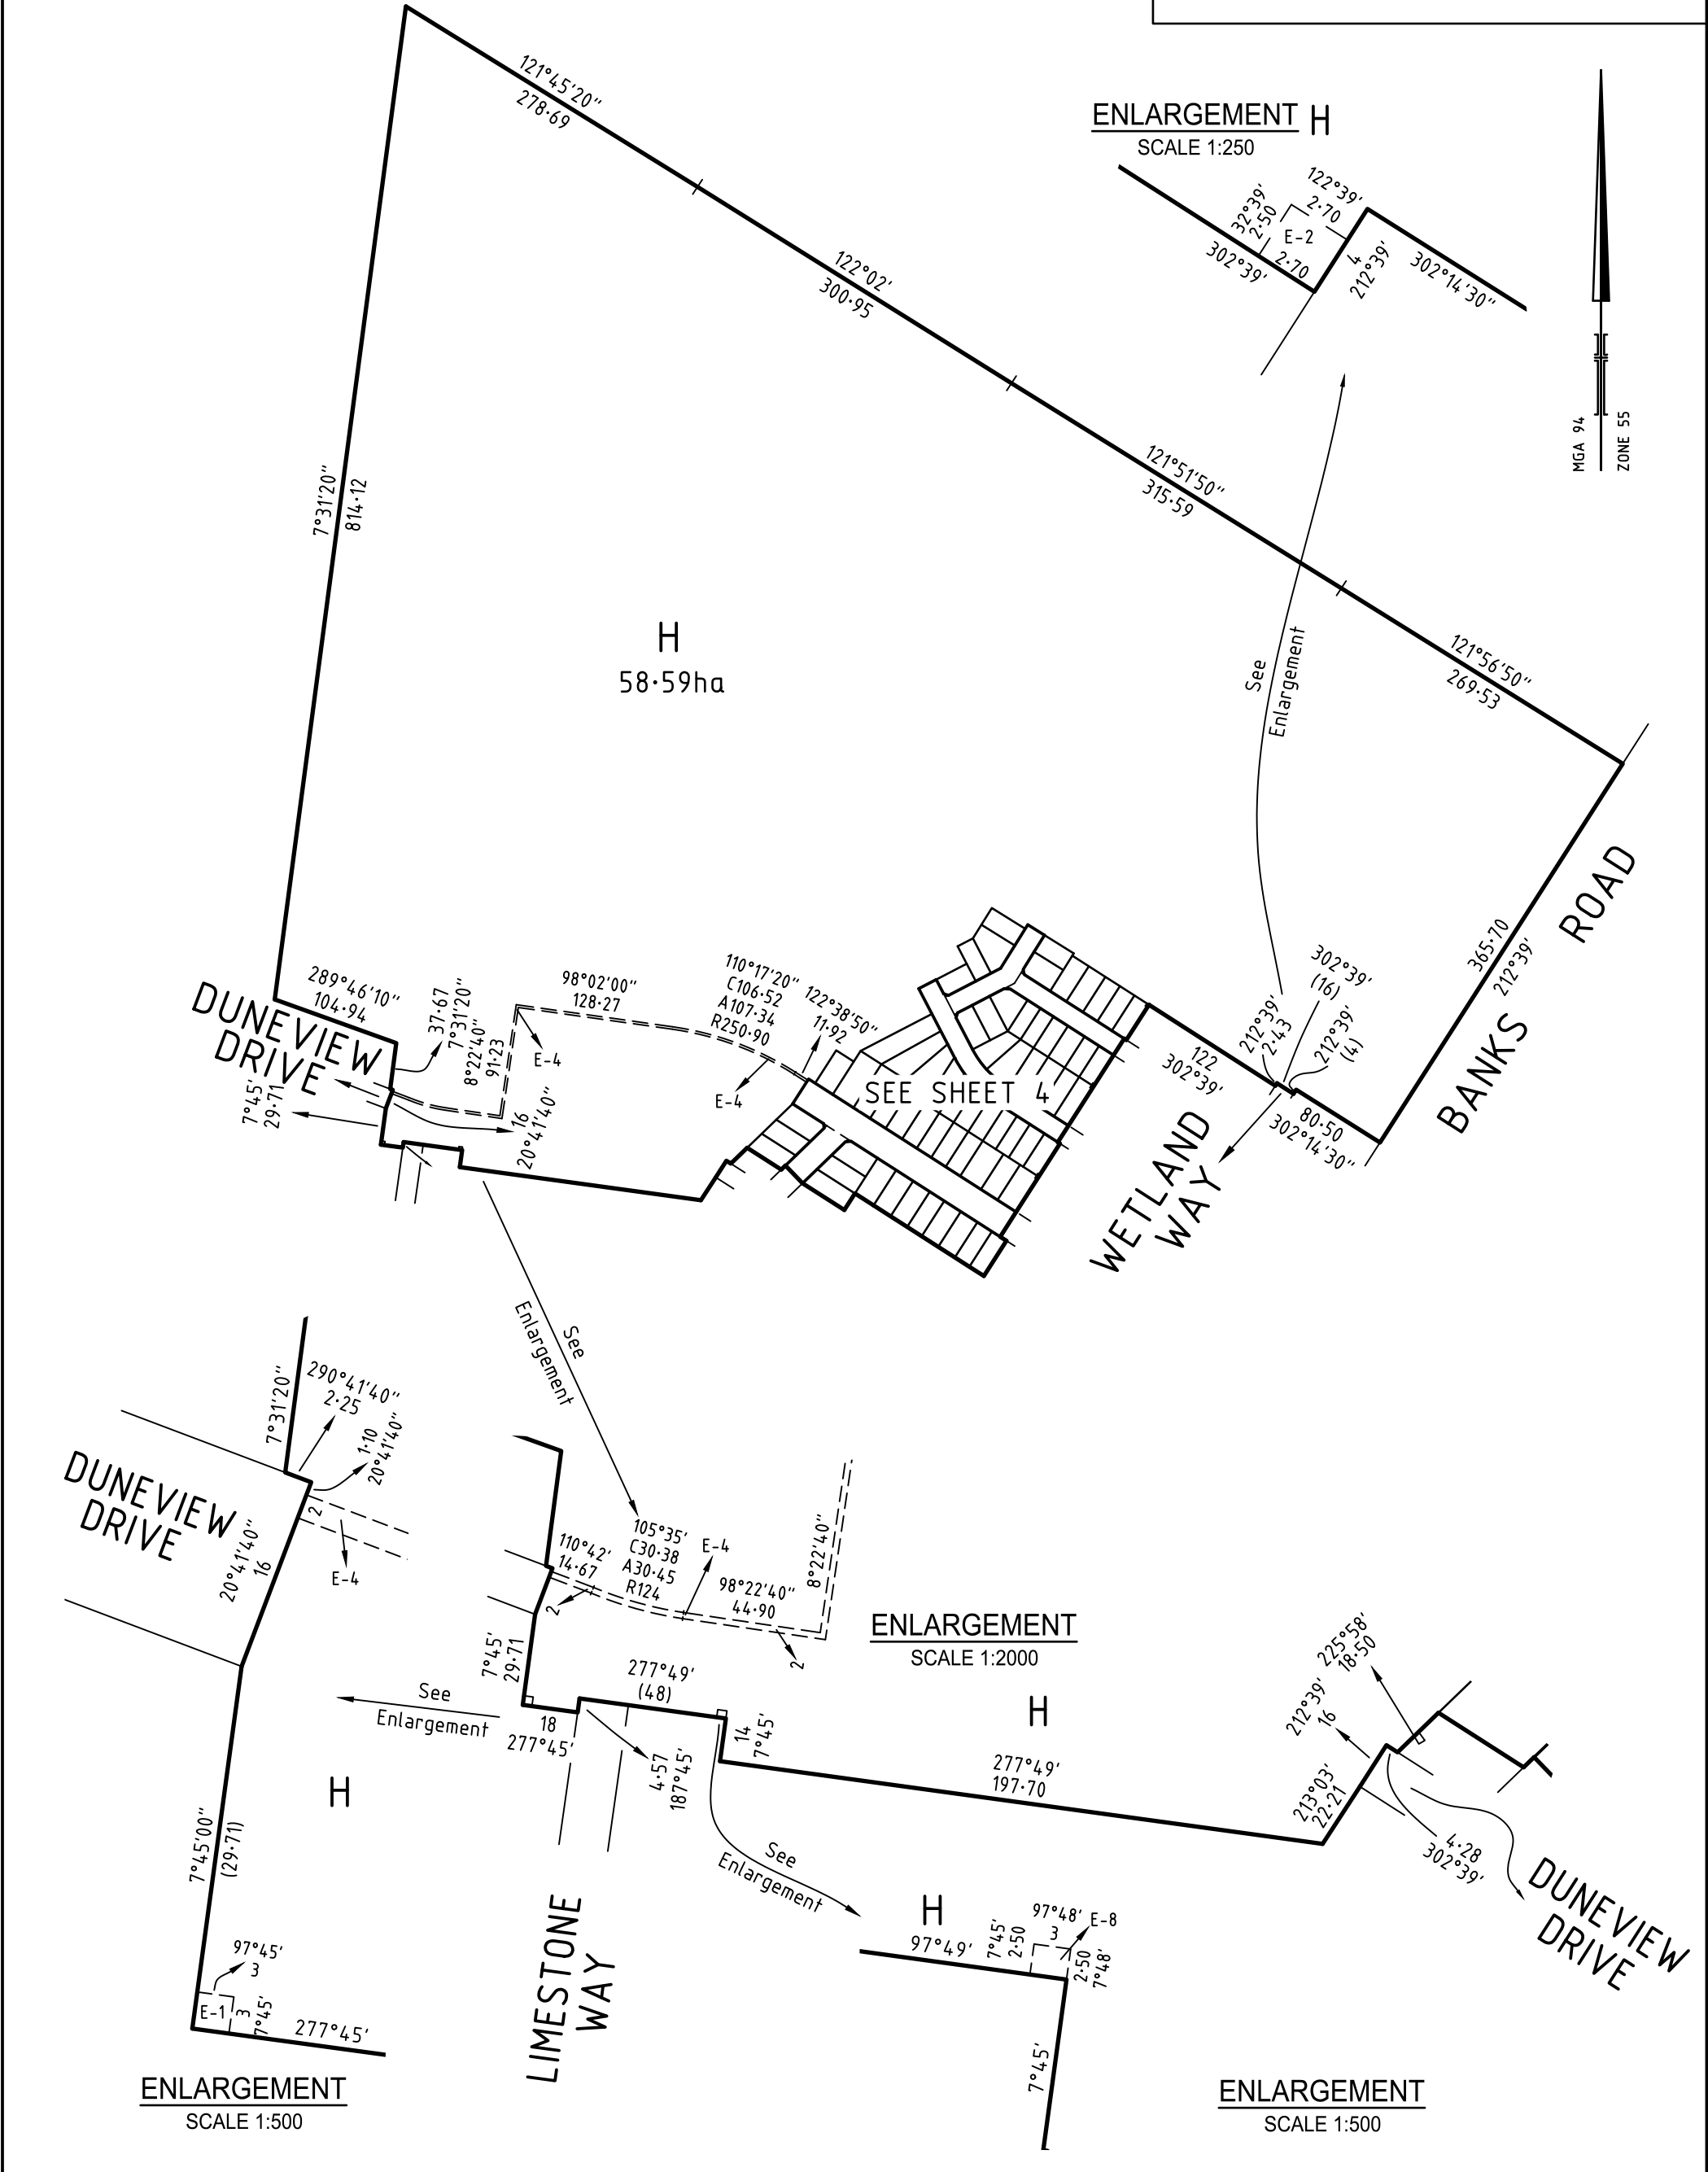 121°45'20"
278·69
ENLARGEMENT H
SCALE 1:250
122°39'
2·70
32°39'
2·50
E-2
2·70
302°39'
4
212°39'
302°14'30"
MGA 94
ZONE 55
122°02'
300·95
121°51'50"
315·59
7°31'20"
814·12
H
58·59ha
See
Enlargement
121°56'50"
269·53
BANKS ROAD
365·70
212°39'
302°39'
(16)
212°39'
2·43
212°39'
(4)
122
302°39'
80·50
302°14'30"
WETLAND
WAY
289°46'10"
104·94
DUNEVIEW
DRIVE
37·67
7°31'20"
8°22'40"
91·23
98°02'00"
128·27
110°17'20"
C106·52
A107·34
R250·90
122°38'50"
11·92
E-4
E-4
SEE SHEET 4
7°45'
29·71
16
20°41'40"
See
Enlargement
7°31'20"
290°41'40"
2·25
1·10
20°41'40"
DUNEVIEW
DRIVE
2
E-4
20°41'40"
16
110°42'
14·67
105°35'
C30·38
A30·45
R124
E-4
98°22'40"
44·90
8°22'40"
2
2
ENLARGEMENT
SCALE 1:2000
7°45'
29·71
277°49'
(48)
See
Enlargement
18
277°45'
4·57
187°45'
14
7°45'
H
277°49'
197·70
225°58'
18·50
212°39'
16
213°03'
22·21
4·28
302°39'
DUNEVIEW
DRIVE
H
7°45'00"
(29·71)
97°45'
3
E-1
3
7°45'
277°45'
ENLARGEMENT
SCALE 1:500
LIMESTONE
WAY
See
Enlargement
H
97°49'
7°45'
2·50
97°48'
3
E-8
2·50
7°48'
7°45'
ENLARGEMENT
SCALE 1:500